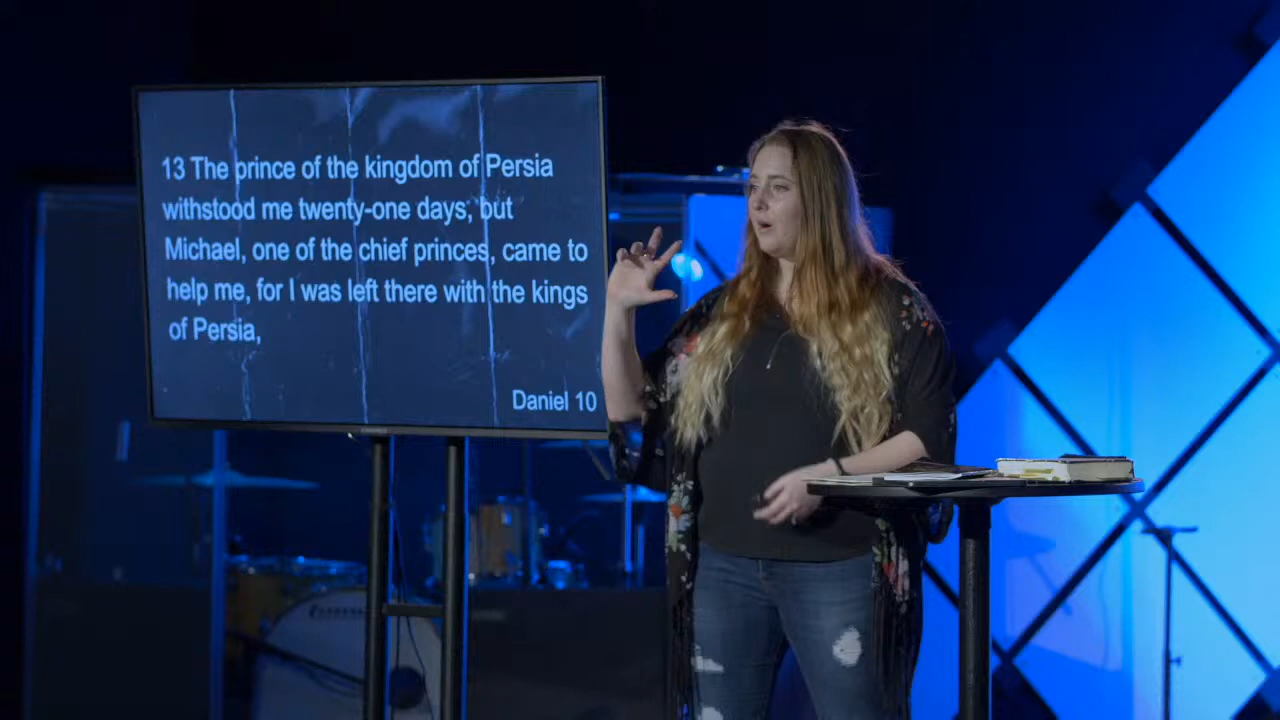 13 The prince of the kingdom of Persia
withstood me twenty-one days; but
Michael, one of the chief princes, came to
help me, for I was left there with the kings
of Persia,
Daniel 10